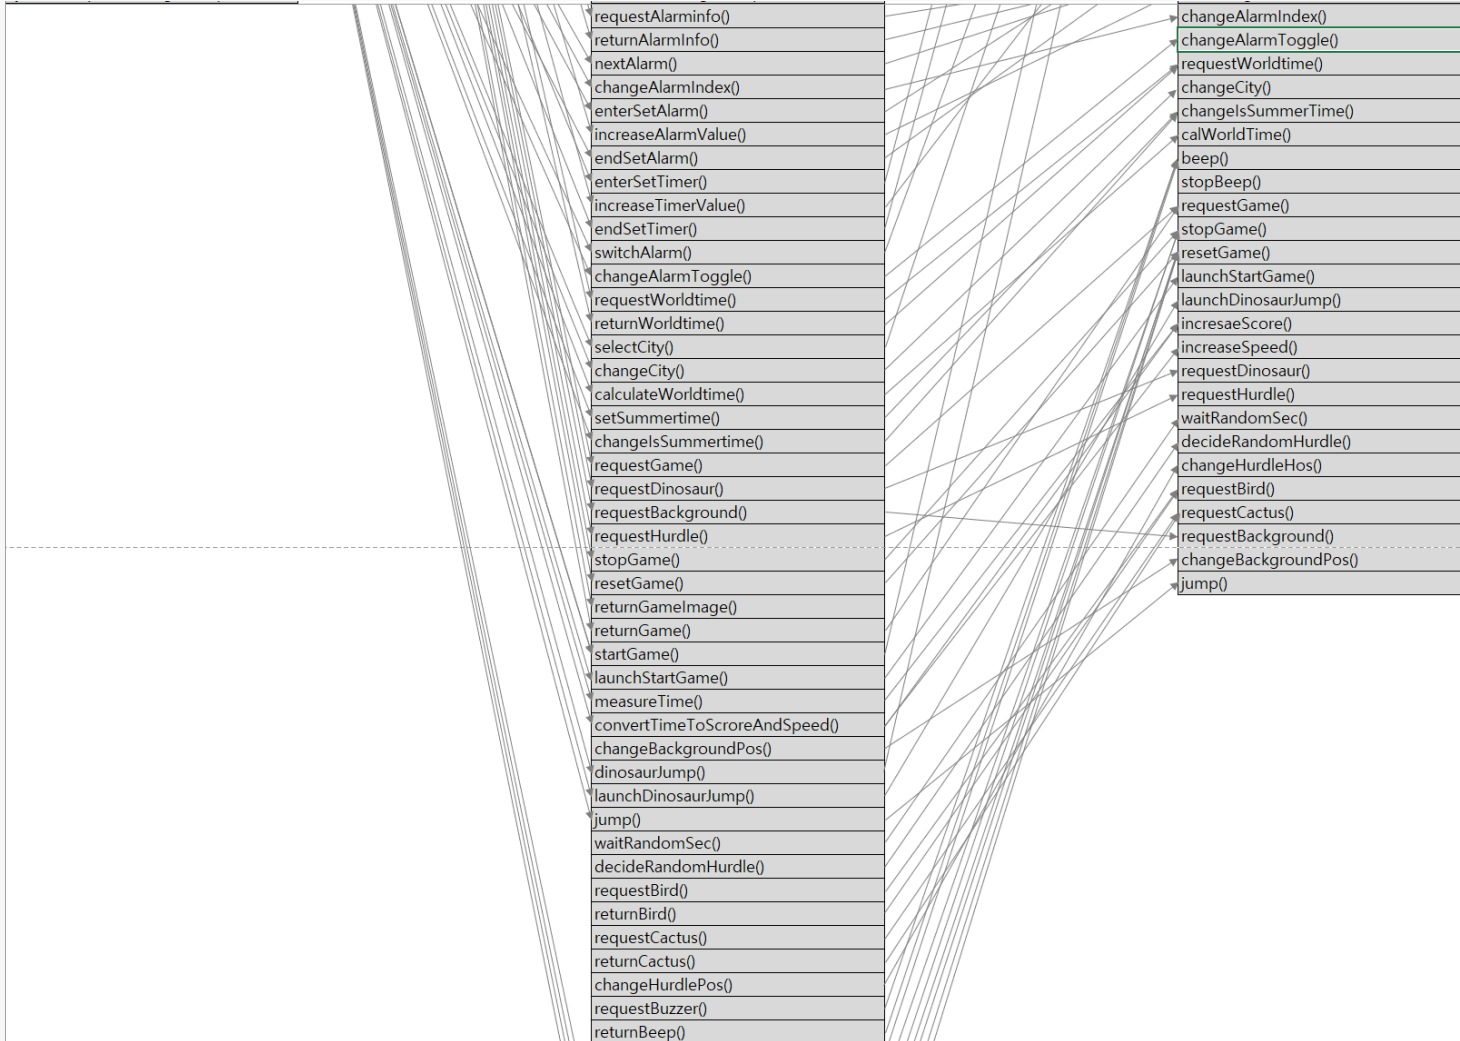 requestAlarminfo()
returnAlarmInfo()
nextAlarm()
changeAlarmIndex()
enterSetAlarm()
increaseAlarmValue()
endSetAlarm()
enterSetTimer()
increaseTimerValue()
endSetTimer()
switchAlarm()
changeAlarmToggle()
requestWorldtime()
returnWorldtime()
selectCity()
changeCity()
calculateWorldtime()
setSummertime()
changeIsSummertime()
requestGame()
requestDinosaur()
requestBackground()
requestHurdle()
stopGame()
resetGame()
returnGameImage()
returnGame()
startGame()
launchStartGame()
measureTime()
convertTimeToScroreAndSpeed()
changeBackgroundPos()
dinosaurJump()
launchDinosaurJump()
jump()
waitRandomSec()
decideRandomHurdle()
requestBird()
returnBird()
requestCactus()
returnCactus()
changeHurdlePos()
requestBuzzer()
returnBeep()
changeAlarmIndex()
changeAlarmToggle()
requestWorldtime()
changeCity()
changeIsSummerTime()
calWorldTime()
beep()
stopBeep()
requestGame()
stopGame()
resetGame()
launchStartGame()
launchDinosaurJump()
incresaeScore()
increaseSpeed()
requestDinosaur()
requestHurdle()
waitRandomSec()
decideRandomHurdle()
changeHurdleHos()
requestBird()
requestCactus()
requestBackground()
changeBackgroundPos()
jump()